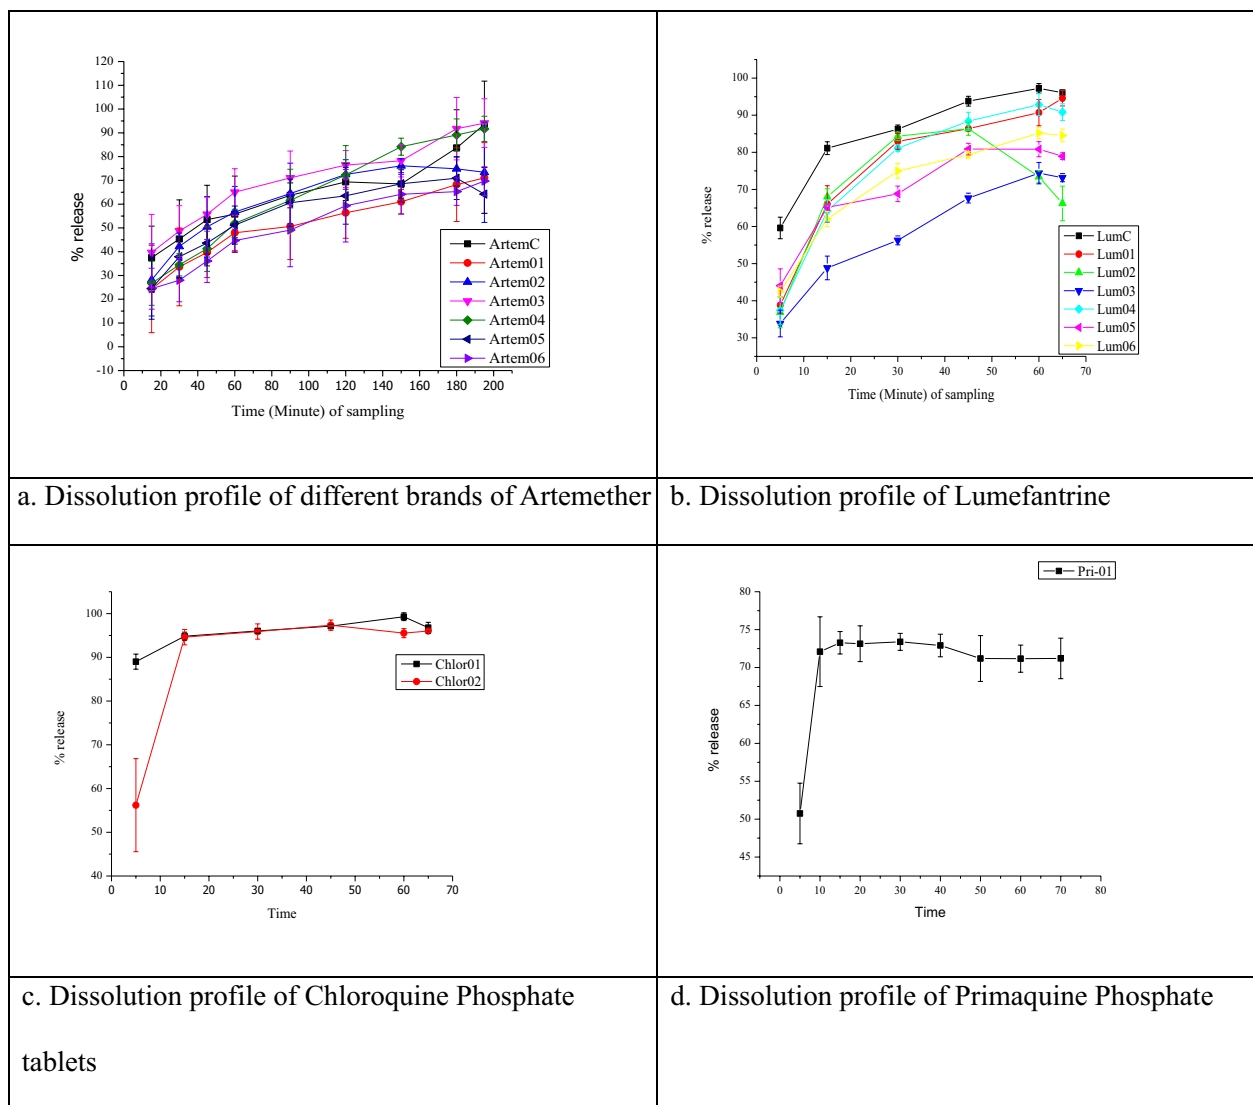 120
110
100
90
80
70
60
50
40
30
20
10
0
-10
% release
0 20 40 60 80 100 120 140 160 180 200
Time (Minute) of sampling
ArtemC
Artem01
Artem02
Artem03
Artem04
Artem05
Artem06
100
90
80
70
60
50
40
30
% release
0 10 20 30 40 50 60 70
Time (Minute) of sampling
LumC
Lum01
Lum02
Lum03
Lum04
Lum05
Lum06
a. Dissolution profile of different brands of Artemether
b. Dissolution profile of Lumefantrine
100
90
80
70
60
50
40
% release
0 10 20 30 40 50 60 70
Time
Chlor01
Chlor02
Pri-01
80
75
70
65
60
55
50
45
% release
0 10 20 30 40 50 60 70 80
Time
c. Dissolution profile of Chloroquine Phosphate
tablets
d. Dissolution profile of Primaquine Phosphate